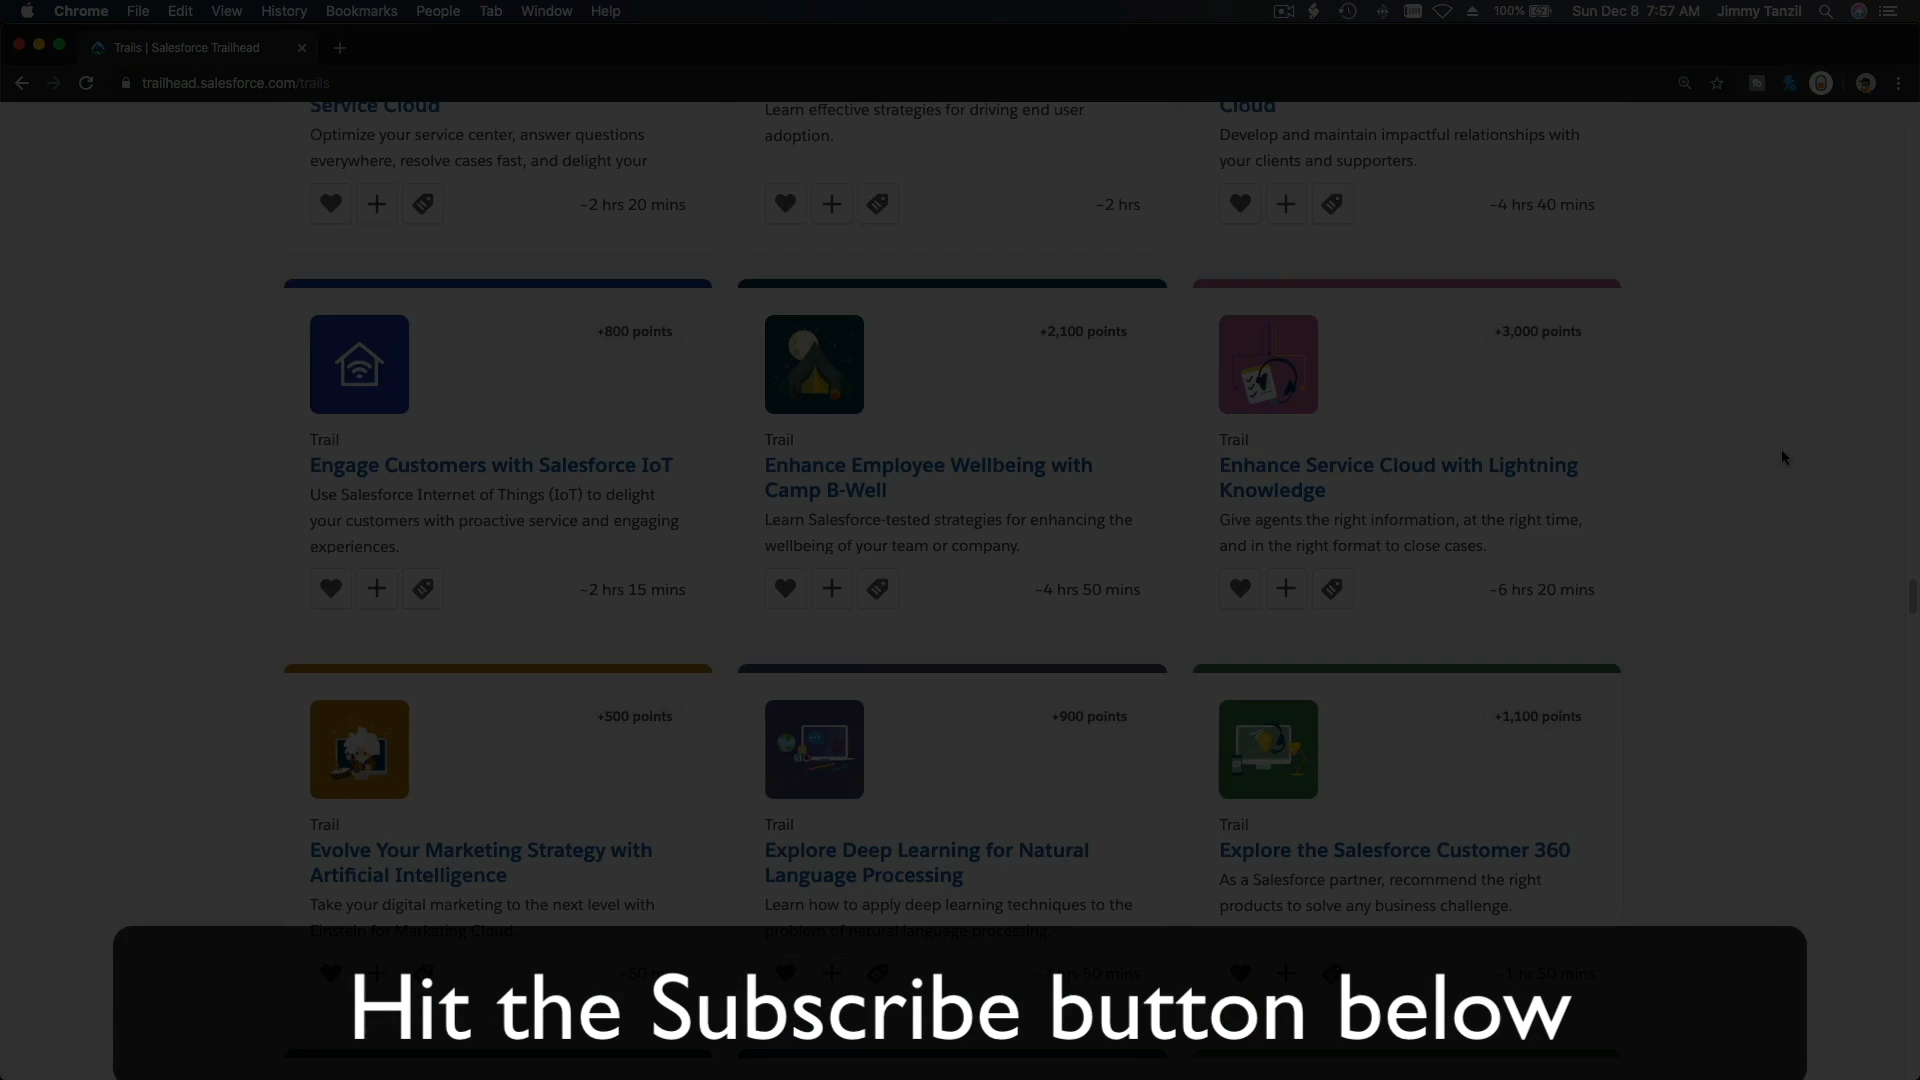 Chrome File Edit View History Bookmarks People Tab Window Help 100% Sun Dec 8 7:57 AM Jimmy Tanzil
Trails | Salesforce Trailhead
trailhead.salesforce.com/trails
Service Cloud
Optimize your service center, answer questions
everywhere, resolve cases fast, and delight your
~2 hrs 20 mins
Learn effective strategies for driving end user
adoption.
~2 hrs
Cloud
Develop and maintain impactful relationships with
your clients and supporters.
~4 hrs 40 mins
+800 points
Trail
Engage Customers with Salesforce IoT
Use Salesforce Internet of Things (IoT) to delight
your customers with proactive service and engaging
experiences.
~2 hrs 15 mins
+2,100 points
Trail
Enhance Employee Wellbeing with
Camp B-Well
Learn Salesforce-tested strategies for enhancing the
wellbeing of your team or company.
~4 hrs 50 mins
+3,000 points
Trail
Enhance Service Cloud with Lightning
Knowledge
Give agents the right information, at the right time,
and in the right format to close cases.
~6 hrs 20 mins
+500 points
Trail
Evolve Your Marketing Strategy with
Artificial Intelligence
Take your digital marketing to the next level with
Einstein for Marketing Cloud.
+900 points
Trail
Explore Deep Learning for Natural
Language Processing
Learn how to apply deep learning techniques to the
problem of natural language processing.
+1,100 points
Trail
Explore the Salesforce Customer 360
As a Salesforce partner, recommend the right
products to solve any business challenge.
~1 hr 50 mins
Hit the Subscribe button below